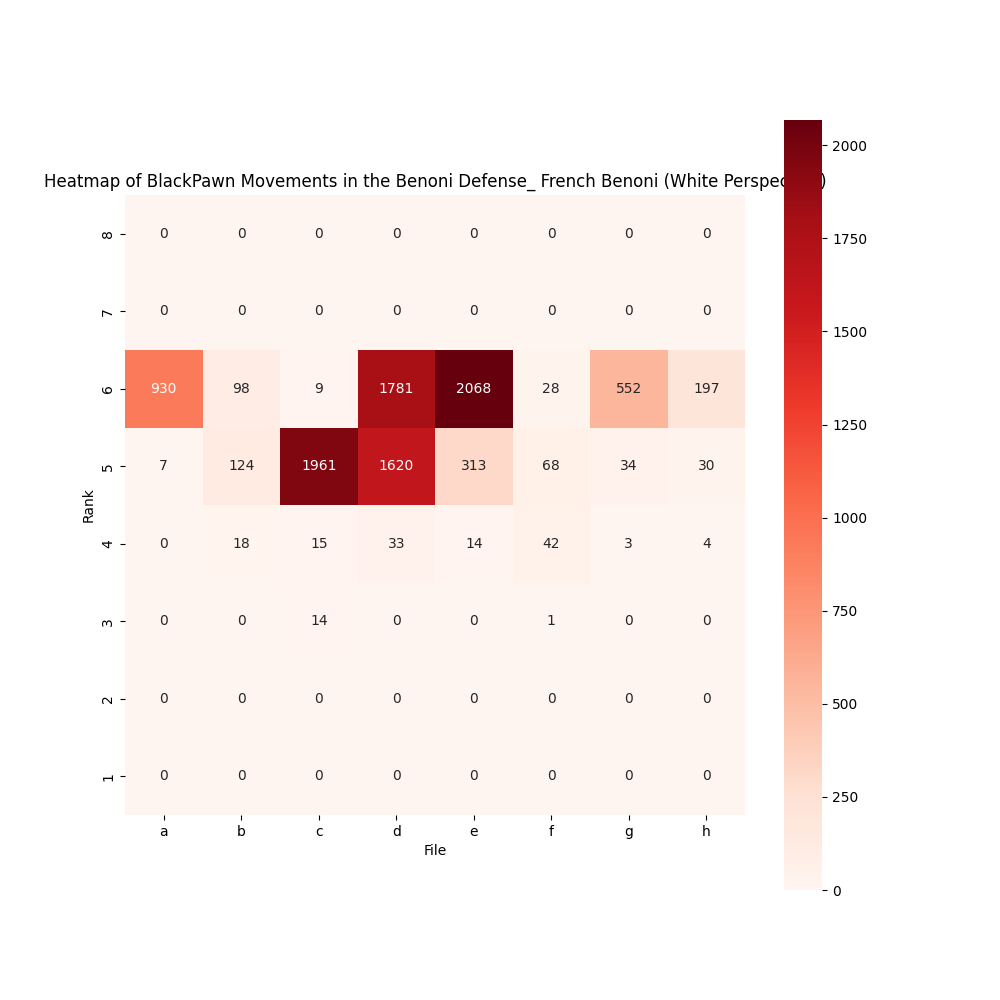 Heatmap of BlackPawn Movements in the Benoni Defense_ French Benoni (White Perspec )
2000
1750
1500
1250
1000
750
500
250
0
8 0 0 0 0 0 0 0 0
7 0 0 0 0 0 0 0 0
6 930 98 9 1781 2068 28 552 197
5 7 124 1961 1620 313 68 34 30
4 0 18 15 33 14 42 3 4
3 0 0 14 0 0 1 0 0
2 0 0 0 0 0 0 0 0
1 0 0 0 0 0 0 0 0
Rank
a b c d e f g h
File